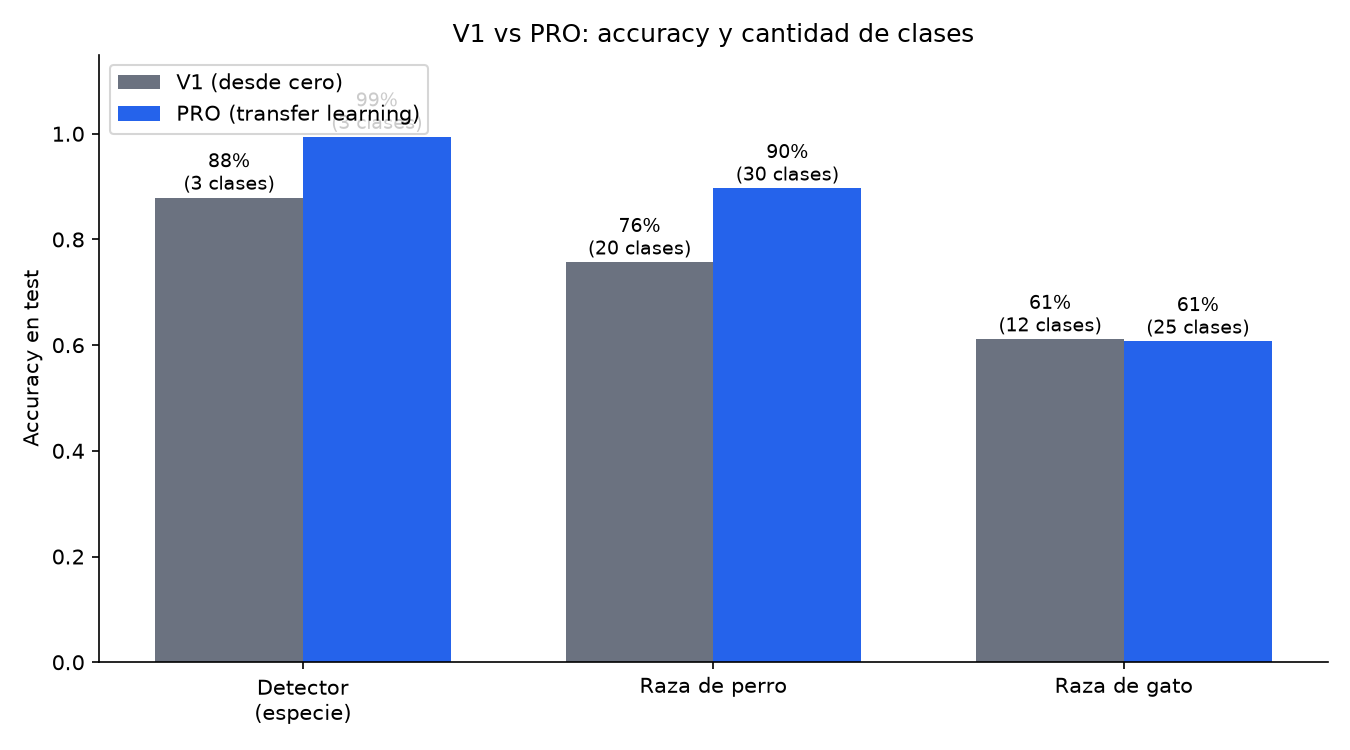 V1 vs PRO: accuracy y cantidad de clases
V1 (desde cero)
PRO (transfer learning)
99%
(3 clases)
88%
(3 clases)
76%
(20 clases)
90%
(30 clases)
61%
(12 clases)
61%
(25 clases)
Accuracy en test
1.0
0.8
0.6
0.4
0.2
0.0
Detector
(especie)
Raza de perro
Raza de gato